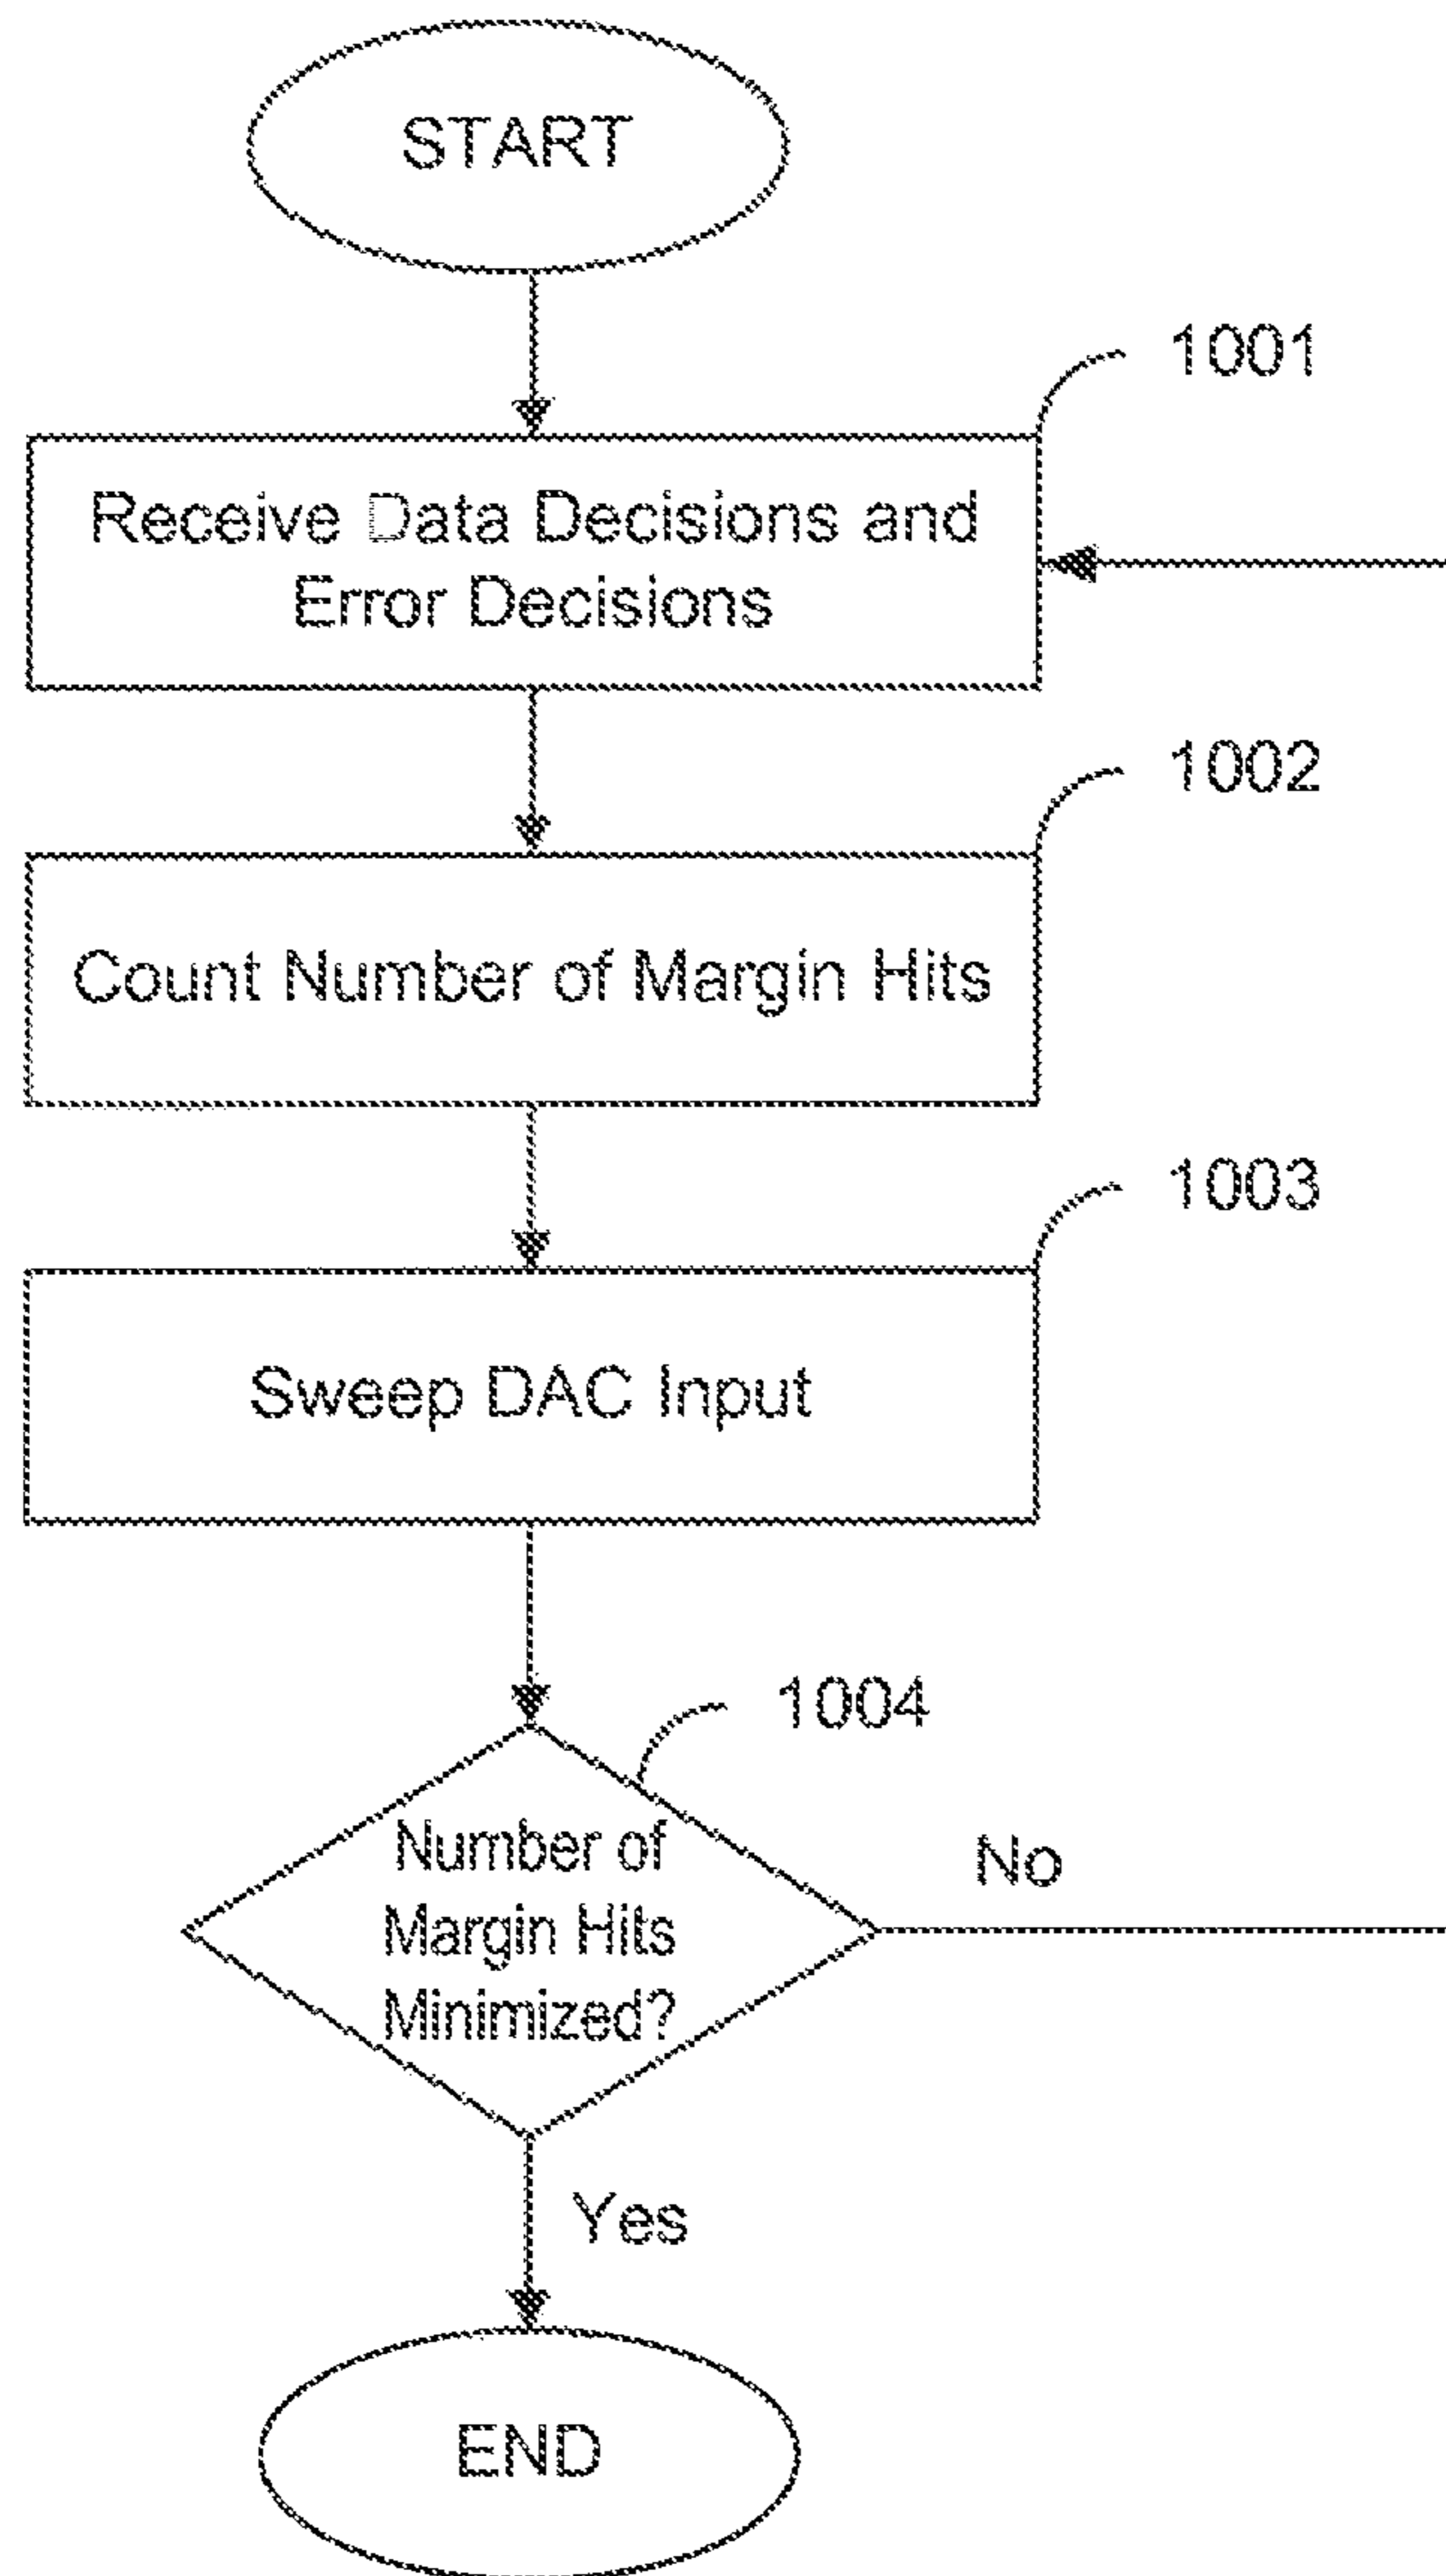 START
1001
Receive Data Decisions and
Error Decisions
1002
Count Number of Margin Hits
1003
Sweep DAC Input
1004
Number of
Margin Hits
Minimized?
No
Yes
END